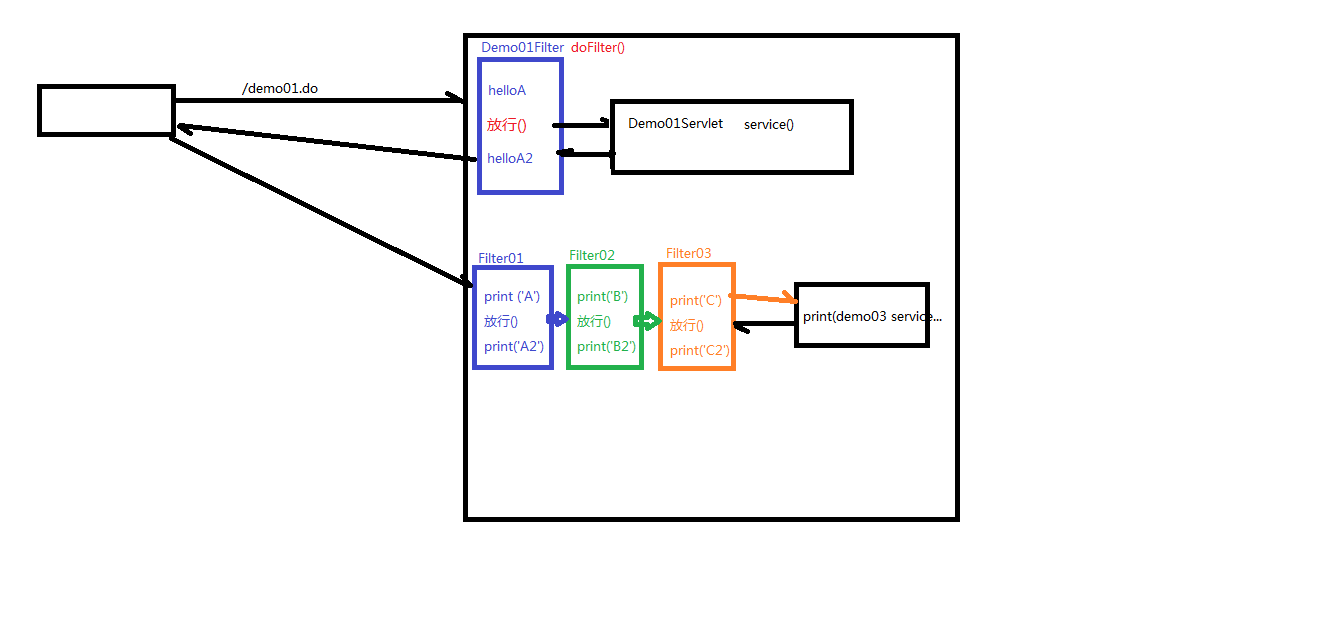 Demo01Filter doFilter()
/demo01.do
helloA
放行()
helloA2
Demo01Servlet service()
Filter01
print ('A')
放行()
print('A2')
Filter02
print('B')
放行()
print('B2')
Filter03
print('C')
放行()
print('C2')
print(demo03 service...